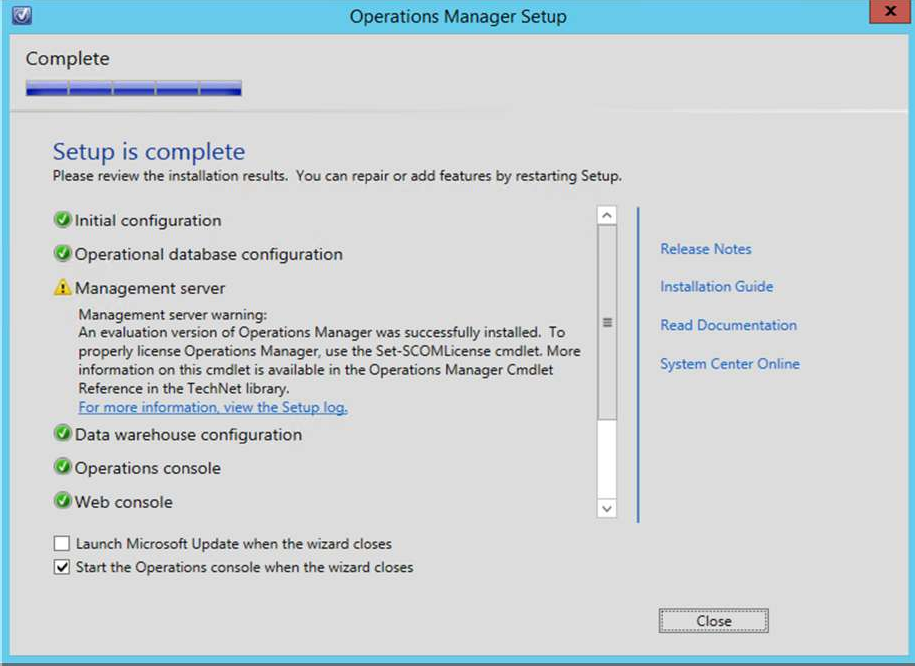 Operations Manager Setup
x
Complete
Setup is complete
Please review the installation results.  You can repair or add features by restarting Setup.
Initial configuration
Operational database configuration
Management server
Management server warning:
An evaluation version of Operations Manager was successfully installed.  To
properly license Operations Manager, use the Set-SCOMLicense cmdlet. More
information on this cmdlet is available in the Operations Manager Cmdlet
Reference in the TechNet library.
For more information, view the Setup log.
Data warehouse configuration
Operations console
Web console
Release Notes
Installation Guide
Read Documentation
System Center Online
Launch Microsoft Update when the wizard closes
Start the Operations console when the wizard closes
Close